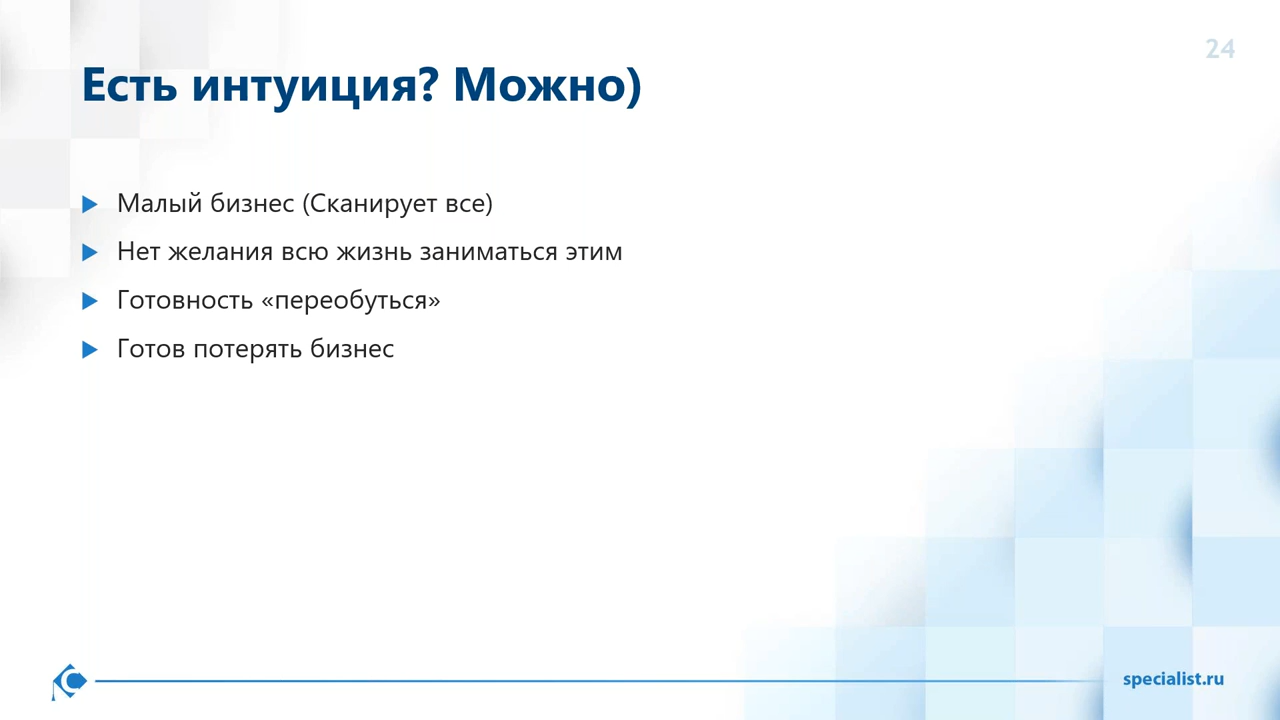 24
Есть интуиция? Можно)
Малый бизнес (Сканирует все)
Нет желания всю жизнь заниматься этим
Готовность «переобуться»
Готов потерять бизнес
specialist.ru